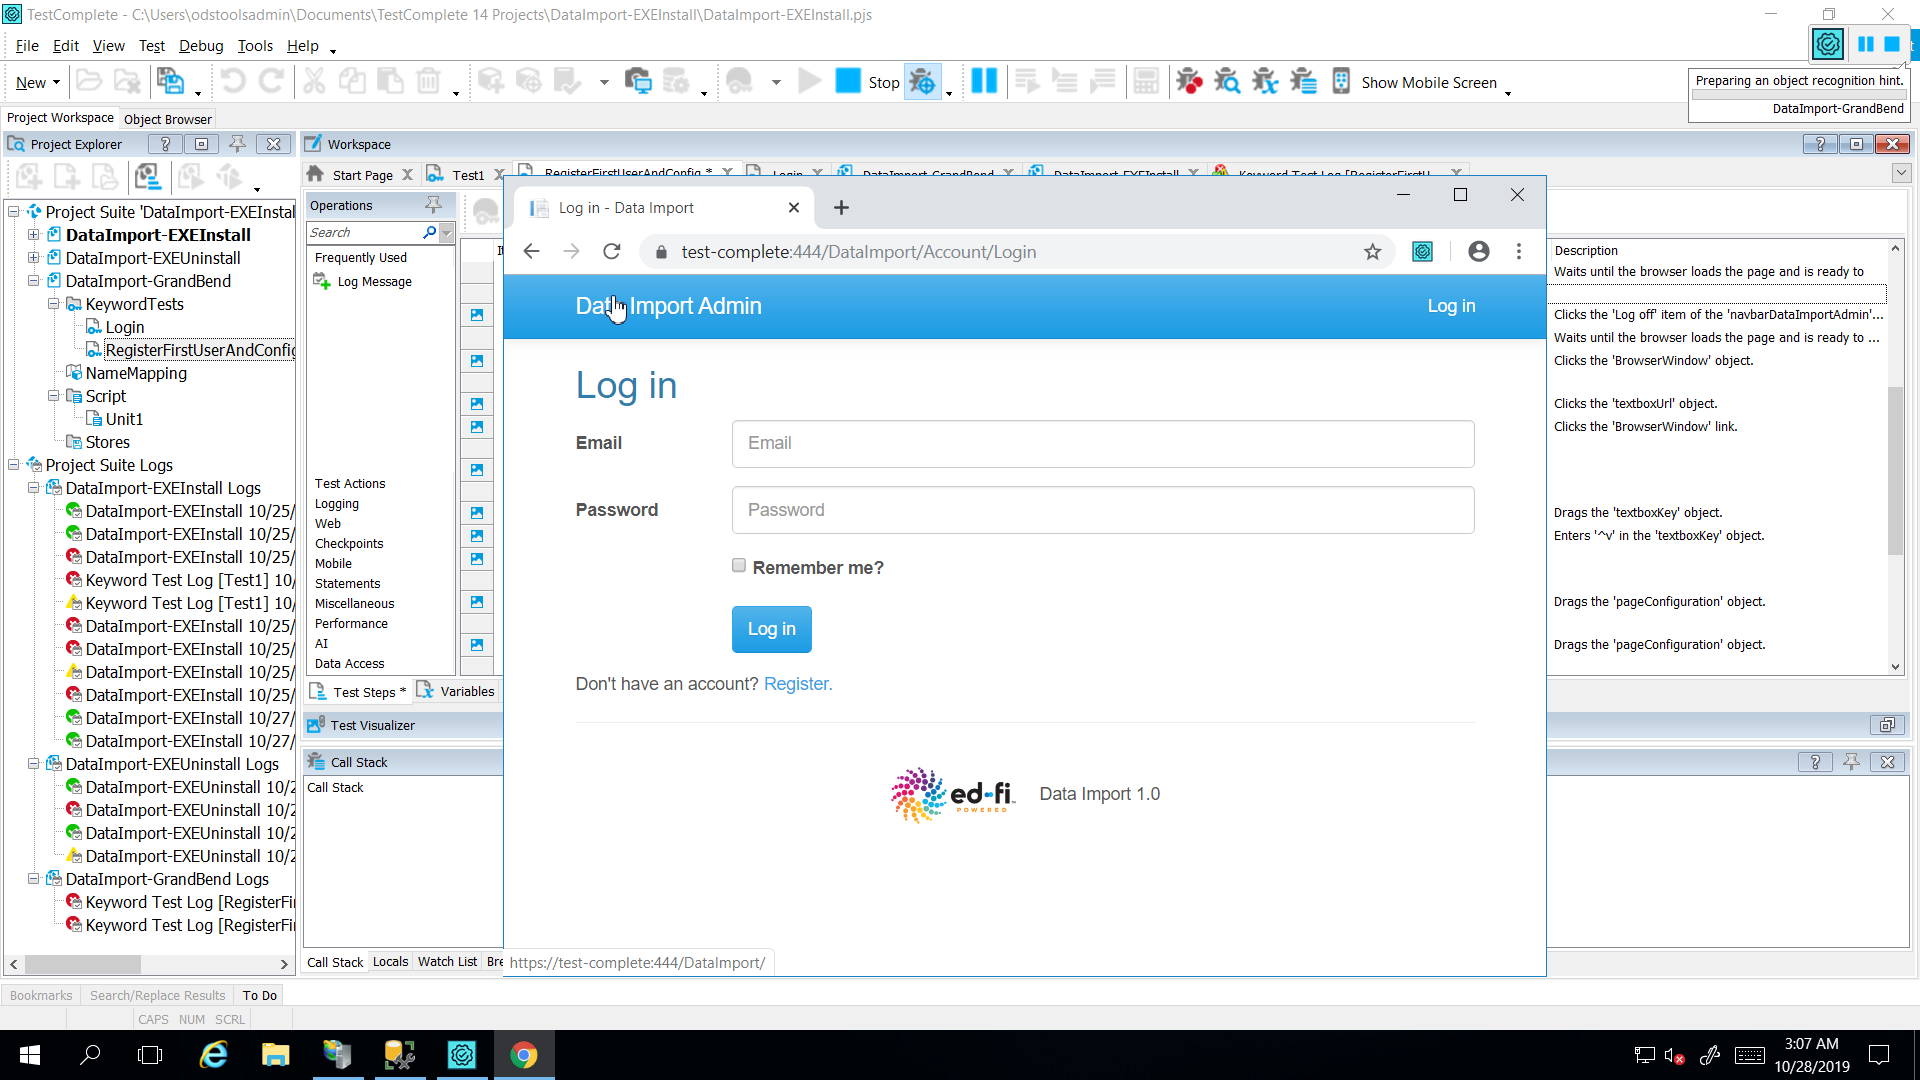 TestComplete - C:\Users\odstoolsadmin\Documents\TestComplete 14 Projects\DataImport-EXEInstall\DataImport-EXEInstall.pjs
File Edit View Test Debug Tools Help
New Stop Show Mobile Screen
Preparing an object recognition hint.
DataImport-GrandBend
Project Workspace Object Browser
Project Explorer
Workspace
Start Page Test1 RegisterFirstUserAndConfig * Login DataImport-GrandBend DataImport-EXEInstall Keyword Test Log [RegisterFirstU
Project Suite 'DataImport-EXEInstal
DataImport-EXEInstall
DataImport-EXEUninstall
DataImport-GrandBend
KeywordTests
Login
RegisterFirstUserAndConfig
NameMapping
Script
Unit1
Stores
Project Suite Logs
DataImport-EXEInstall Logs
DataImport-EXEInstall 10/25/
DataImport-EXEInstall 10/25/
DataImport-EXEInstall 10/25/
Keyword Test Log [Test1] 10/
Keyword Test Log [Test1] 10/
DataImport-EXEInstall 10/25/
DataImport-EXEInstall 10/25/
DataImport-EXEInstall 10/25/
DataImport-EXEInstall 10/25/
DataImport-EXEInstall 10/27/
DataImport-EXEInstall 10/27/
DataImport-EXEUninstall Logs
DataImport-EXEUninstall 10/2
DataImport-EXEUninstall 10/2
DataImport-EXEUninstall 10/2
DataImport-EXEUninstall 10/2
DataImport-GrandBend Logs
Keyword Test Log [RegisterFi
Keyword Test Log [RegisterFi
Operations
Search
Frequently Used
Log Message
Test Actions
Logging
Web
Checkpoints
Mobile
Statements
Miscellaneous
Performance
AI
Data Access
Test Steps * Variables
Test Visualizer
Call Stack
Call Stack
Call Stack Locals Watch List Bre
Log in - Data Import
test-complete:444/DataImport/Account/Login
Data Import Admin Log in
Log in
Email Email
Password Password
Remember me?
Log in
Don't have an account? Register.
ed-fi
POWERED
Data Import 1.0
https://test-complete:444/DataImport/
Description
Waits until the browser loads the page and is ready to
Clicks the 'Log off' item of the 'navbarDataImportAdmin'...
Waits until the browser loads the page and is ready to ...
Clicks the 'BrowserWindow' object.
Clicks the 'textboxUrl' object.
Clicks the 'BrowserWindow' link.
Drags the 'textboxKey' object.
Enters '^v' in the 'textboxKey' object.
Drags the 'pageConfiguration' object.
Drags the 'pageConfiguration' object.
Bookmarks Search/Replace Results To Do
CAPS NUM SCRL
3:07 AM
10/28/2019